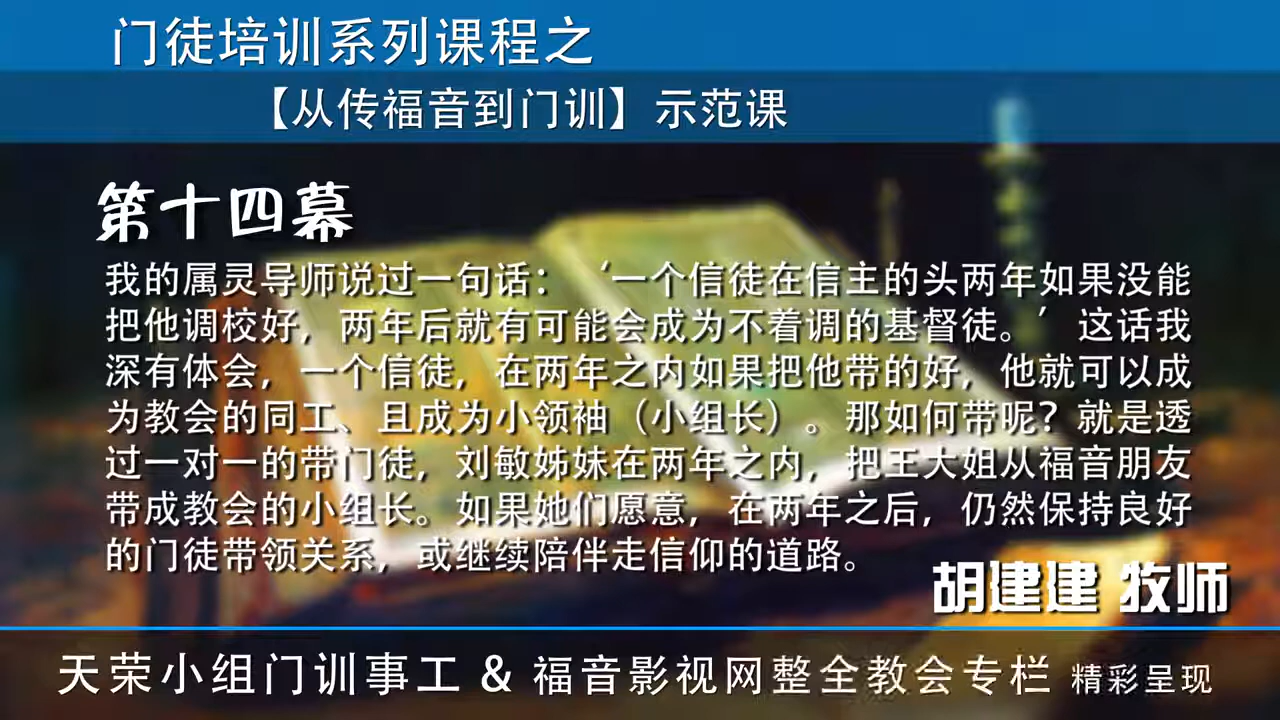 门徒培训系列课程之
【从传福音到门训】示范课
第十四幕
我的属灵导师说过一句话：‘一个信徒在信主的头两年如果没能
把他调校好，两年后就有可能会成为不着调的基督徒。’这话我
深有体会，一个信徒，在两年之内如果把他带的好，他就可以成
为教会的同工、且成为小领袖（小组长）。那如何带呢？就是透
过一对一的带门徒，刘敏姊妹在两年之内，把王大姐从福音朋友
带成教会的小组长。如果她们愿意，在两年之后，仍然保持良好
的门徒带领关系，或继续陪伴走信仰的道路。
胡建建 牧师
天荣小组门训事工 & 福音影视网整全教会专栏 精彩呈现